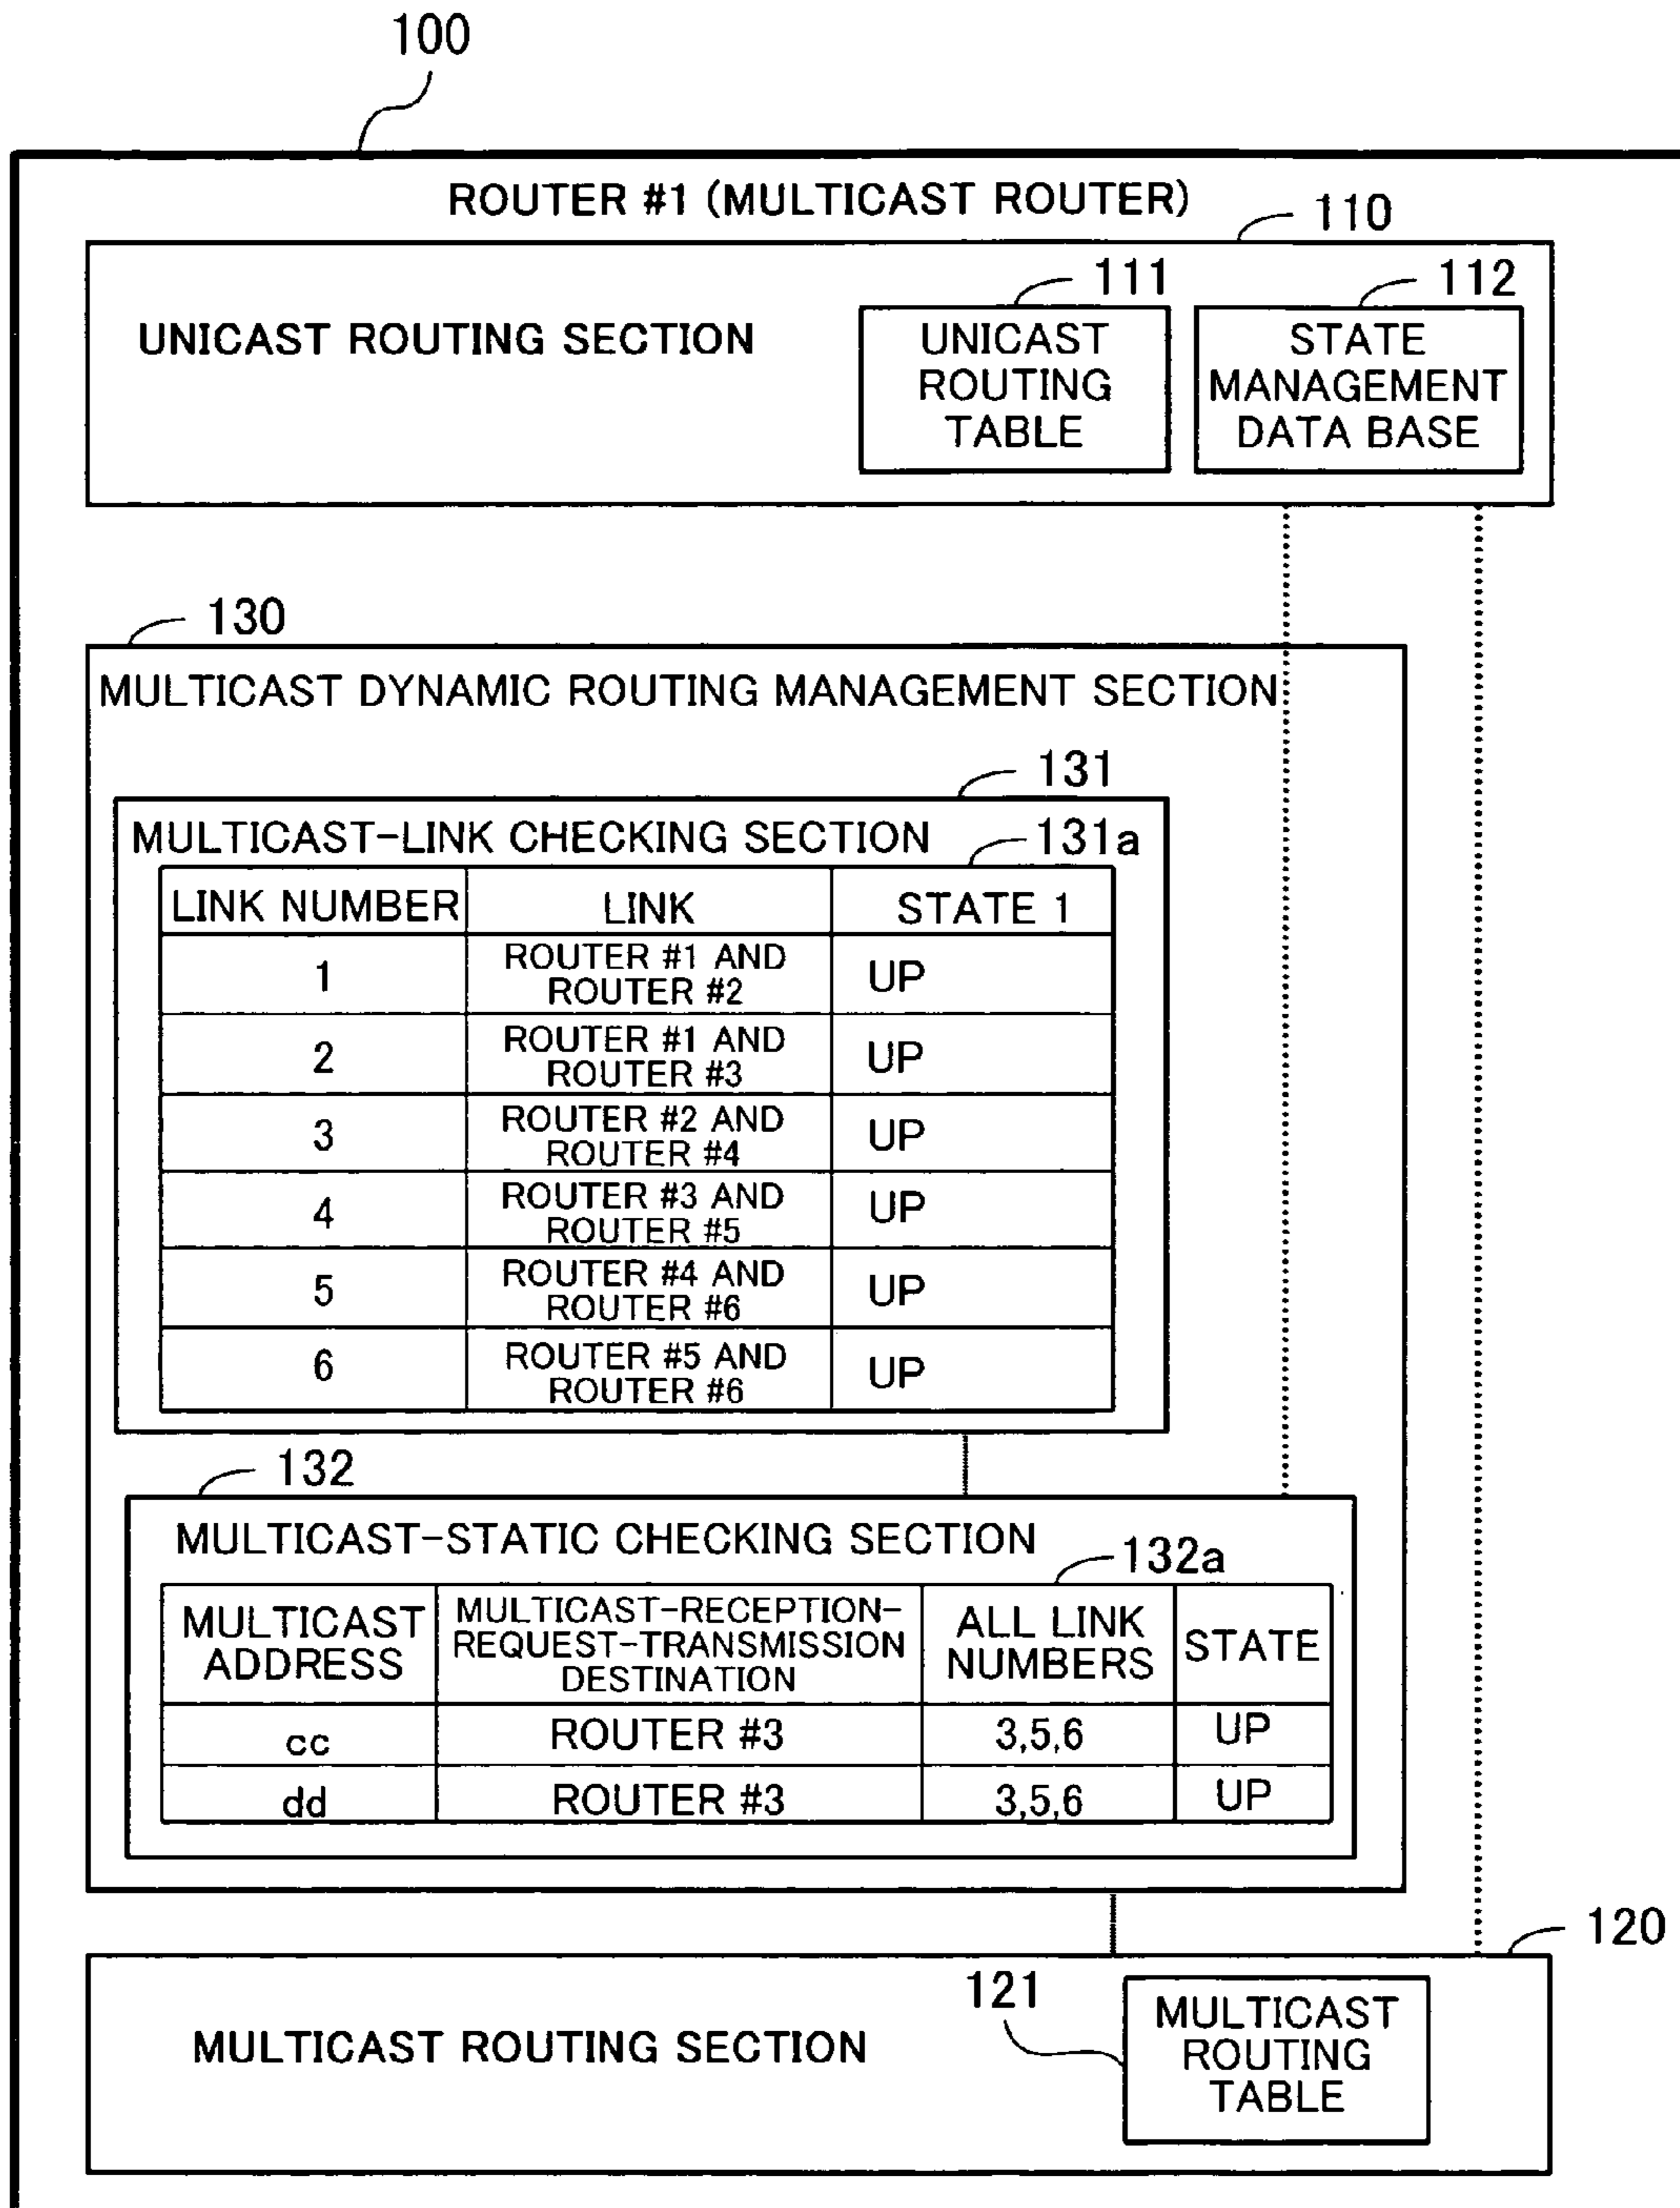 100
ROUTER #1 (MULTICAST ROUTER)
110
111
112
UNICAST ROUTING SECTION
UNICAST
ROUTING
TABLE
STATE
MANAGEMENT
DATA BASE
130
MULTICAST DYNAMIC ROUTING MANAGEMENT SECTION
131
MULTICAST-LINK CHECKING SECTION
131a
LINK NUMBER LINK STATE 1
1 ROUTER #1 AND ROUTER #2 UP
2 ROUTER #1 AND ROUTER #3 UP
3 ROUTER #2 AND ROUTER #4 UP
4 ROUTER #3 AND ROUTER #5 UP
5 ROUTER #4 AND ROUTER #6 UP
6 ROUTER #5 AND ROUTER #6 UP
132
MULTICAST-STATIC CHECKING SECTION
132a
MULTICAST
ADDRESS
MULTICAST-RECEPTION-
REQUEST-TRANSMISSION
DESTINATION
ALL LINK
NUMBERS
STATE
cc ROUTER #3 3,5,6 UP
dd ROUTER #3 3,5,6 UP
120
121
MULTICAST ROUTING SECTION
MULTICAST
ROUTING
TABLE